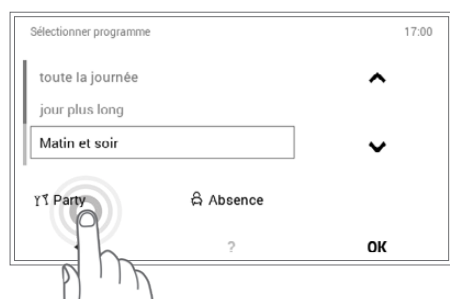 Sélectionner programme 17:00
toute la journée
jour plus long
Matin et soir
Party Absence
? OK